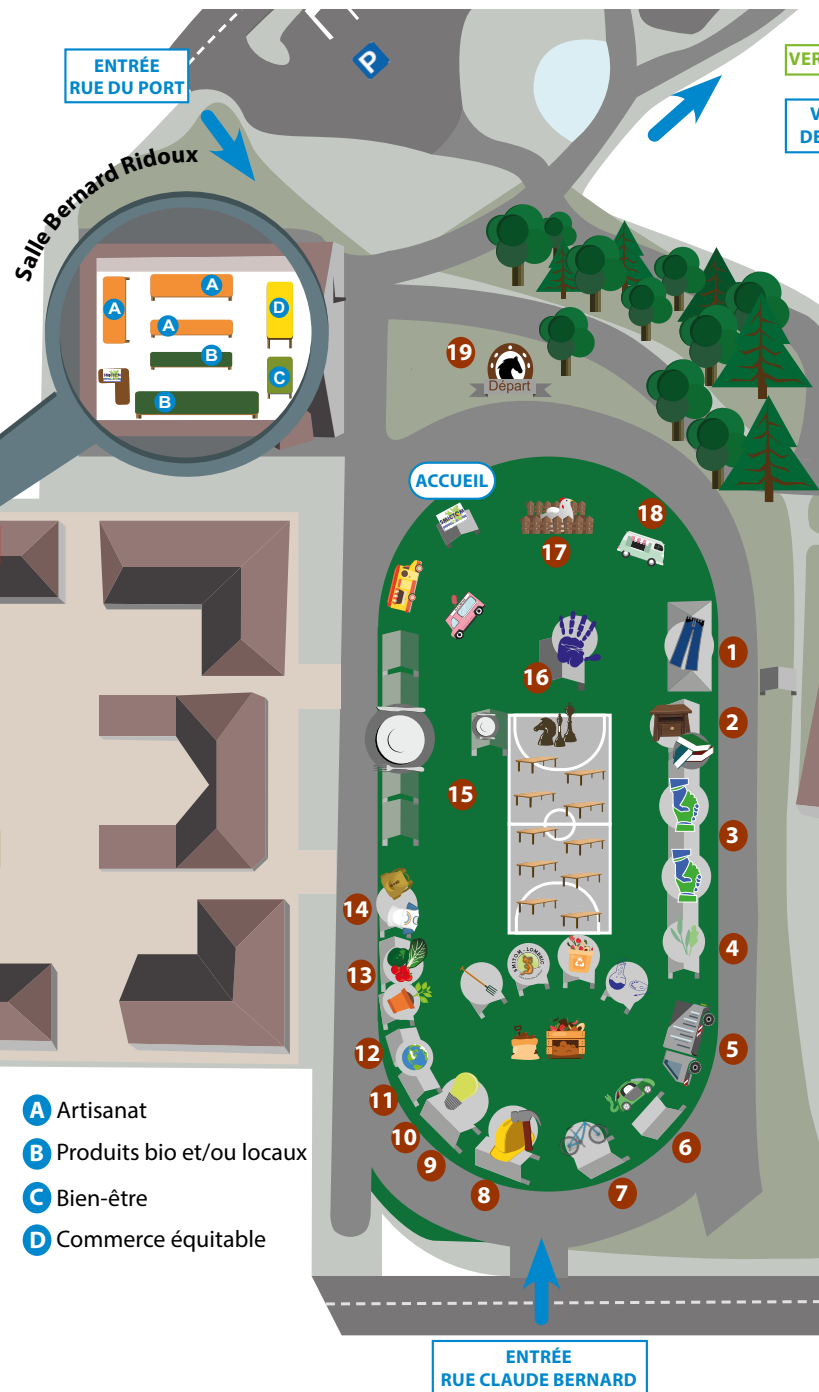 ENTRÉE
RUE DU PORT
P
VER
V
DE
Salle Bernard Ridoux
A
A
A
D
B
C
B
19
Départ
ACCUEIL
18
17
1
16
2
15
3
14
4
13
5
12
11
10
9
8
7
6
A Artisanat
B Produits bio et/ou locaux
C Bien-être
D Commerce équitable
ENTRÉE
RUE CLAUDE BERNARD